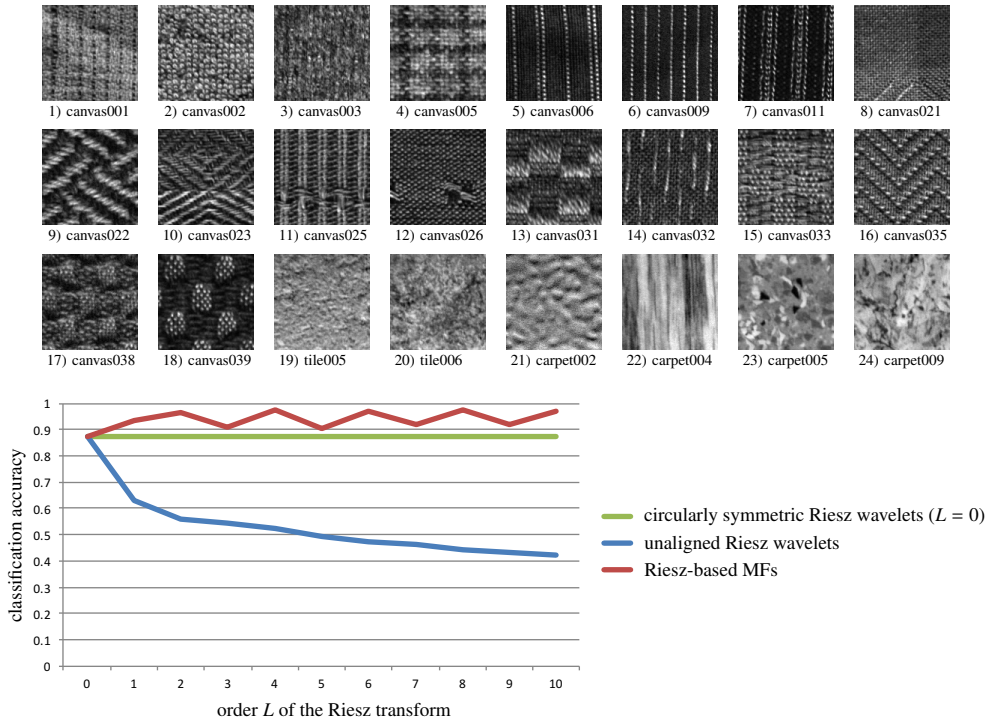 1) canvas001 2) canvas002 3) canvas003 4) canvas005 5) canvas006 6) canvas009 7) canvas011 8) canvas021
9) canvas022 10) canvas023 11) canvas025 12) canvas026 13) canvas031 14) canvas032 15) canvas033 16) canvas035
17) canvas038 18) canvas039 19) tile005 20) tile006 21) carpet002 22) carpet004 23) carpet005 24) carpet009
classification accuracy
1
0.9
0.8
0.7
0.6
0.5
0.4
0.3
0.2
0.1
0
0 1 2 3 4 5 6 7 8 9 10
order L of the Riesz transform
circularly symmetric Riesz wavelets (L = 0)
unaligned Riesz wavelets
Riesz-based MFs